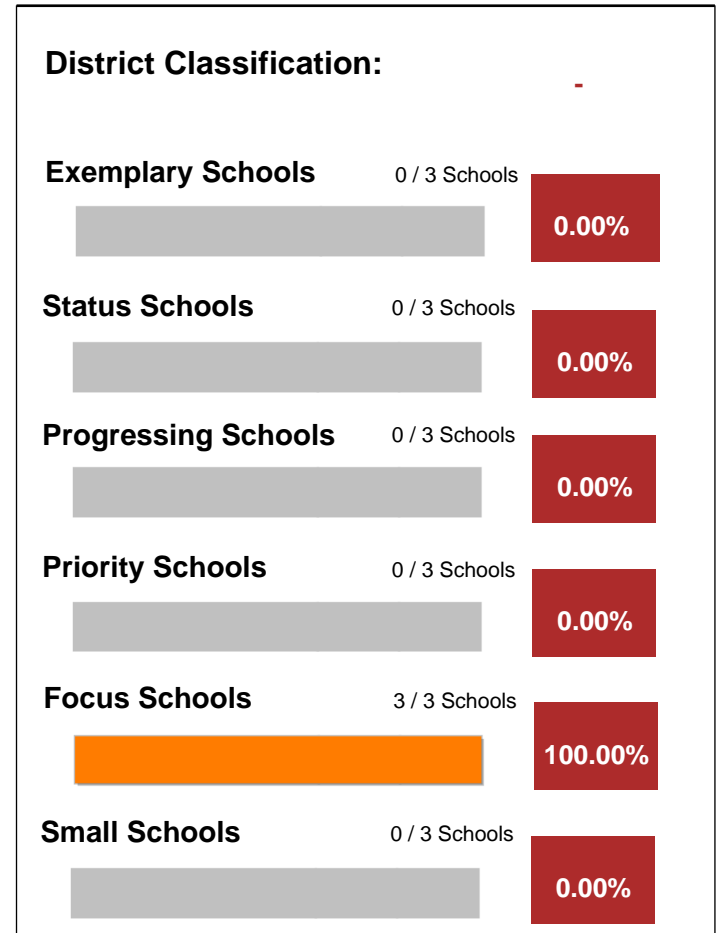 District Classification:
-
Exemplary Schools 0 / 3 Schools
0.00%
Status Schools 0 / 3 Schools
0.00%
Progressing Schools 0 / 3 Schools
0.00%
Priority Schools 0 / 3 Schools
0.00%
Focus Schools 3 / 3 Schools
100.00%
Small Schools 0 / 3 Schools
0.00%